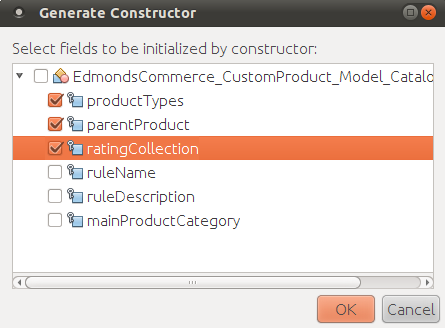 Generate Constructor
Select fields to be initialized by constructor:
EdmondsCommerce_CustomProduct_Model_Catalo
productTypes
parentProduct
ratingCollection
ruleName
ruleDescription
mainProductCategory
OK Cancel